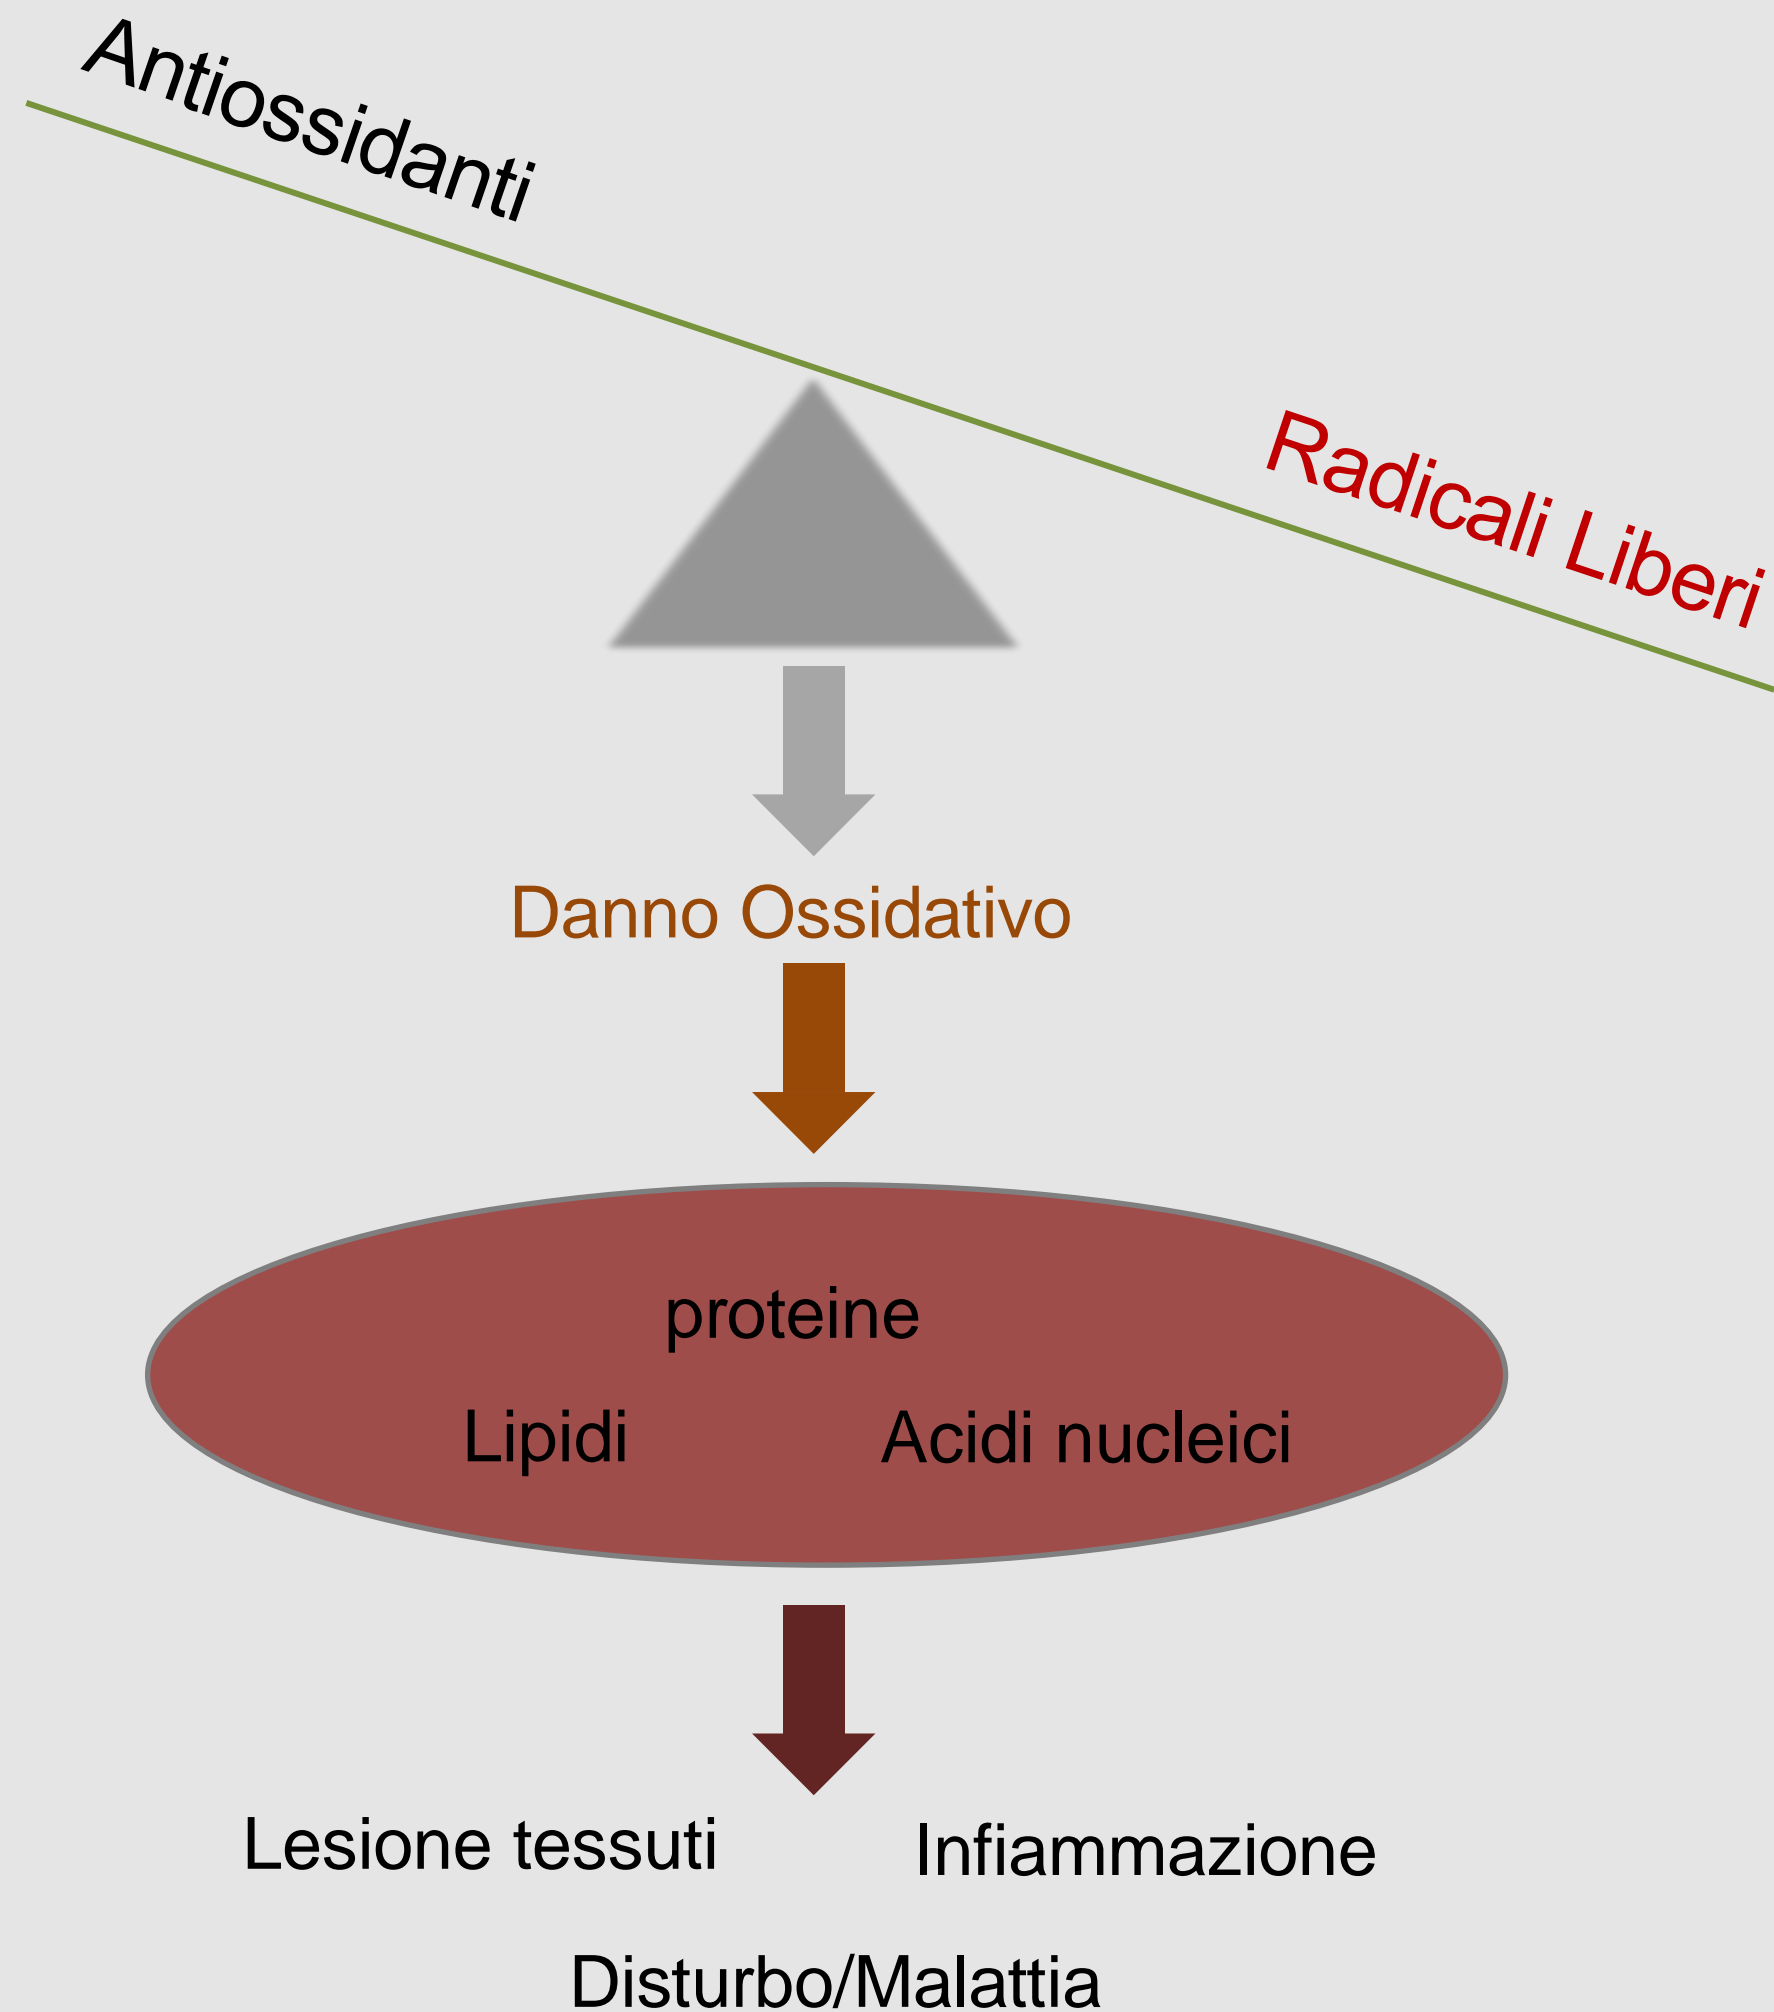 Antiossidanti
Radicali Liberi
Danno Ossidativo
proteine
Lipidi
Acidi nucleici
Lesione tessuti
Infiammazione
Disturbo/Malattia